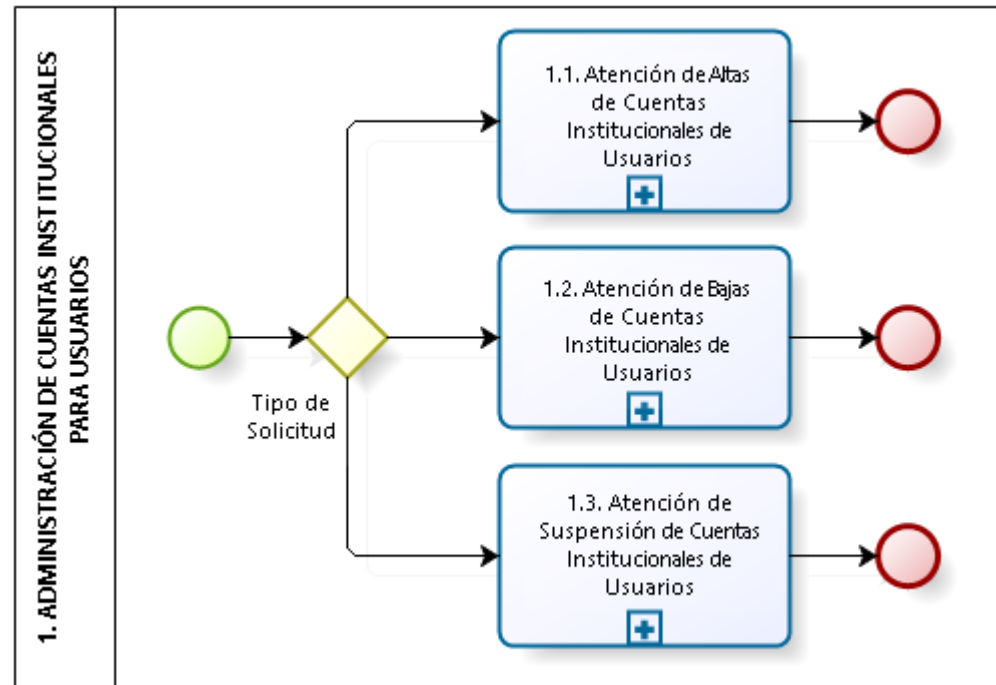 1. ADMINISTRACIÓN DE CUENTAS INSTITUCIONALES
PARA USUARIOS
Tipo de
Solicitud
1.1. Atención de Altas
de Cuentas
Institucionales de
Usuarios
1.2. Atención de Bajas
de Cuentas
Institucionales de
Usuarios
1.3. Atención de
Suspensión de Cuentas
Institucionales de
Usuarios